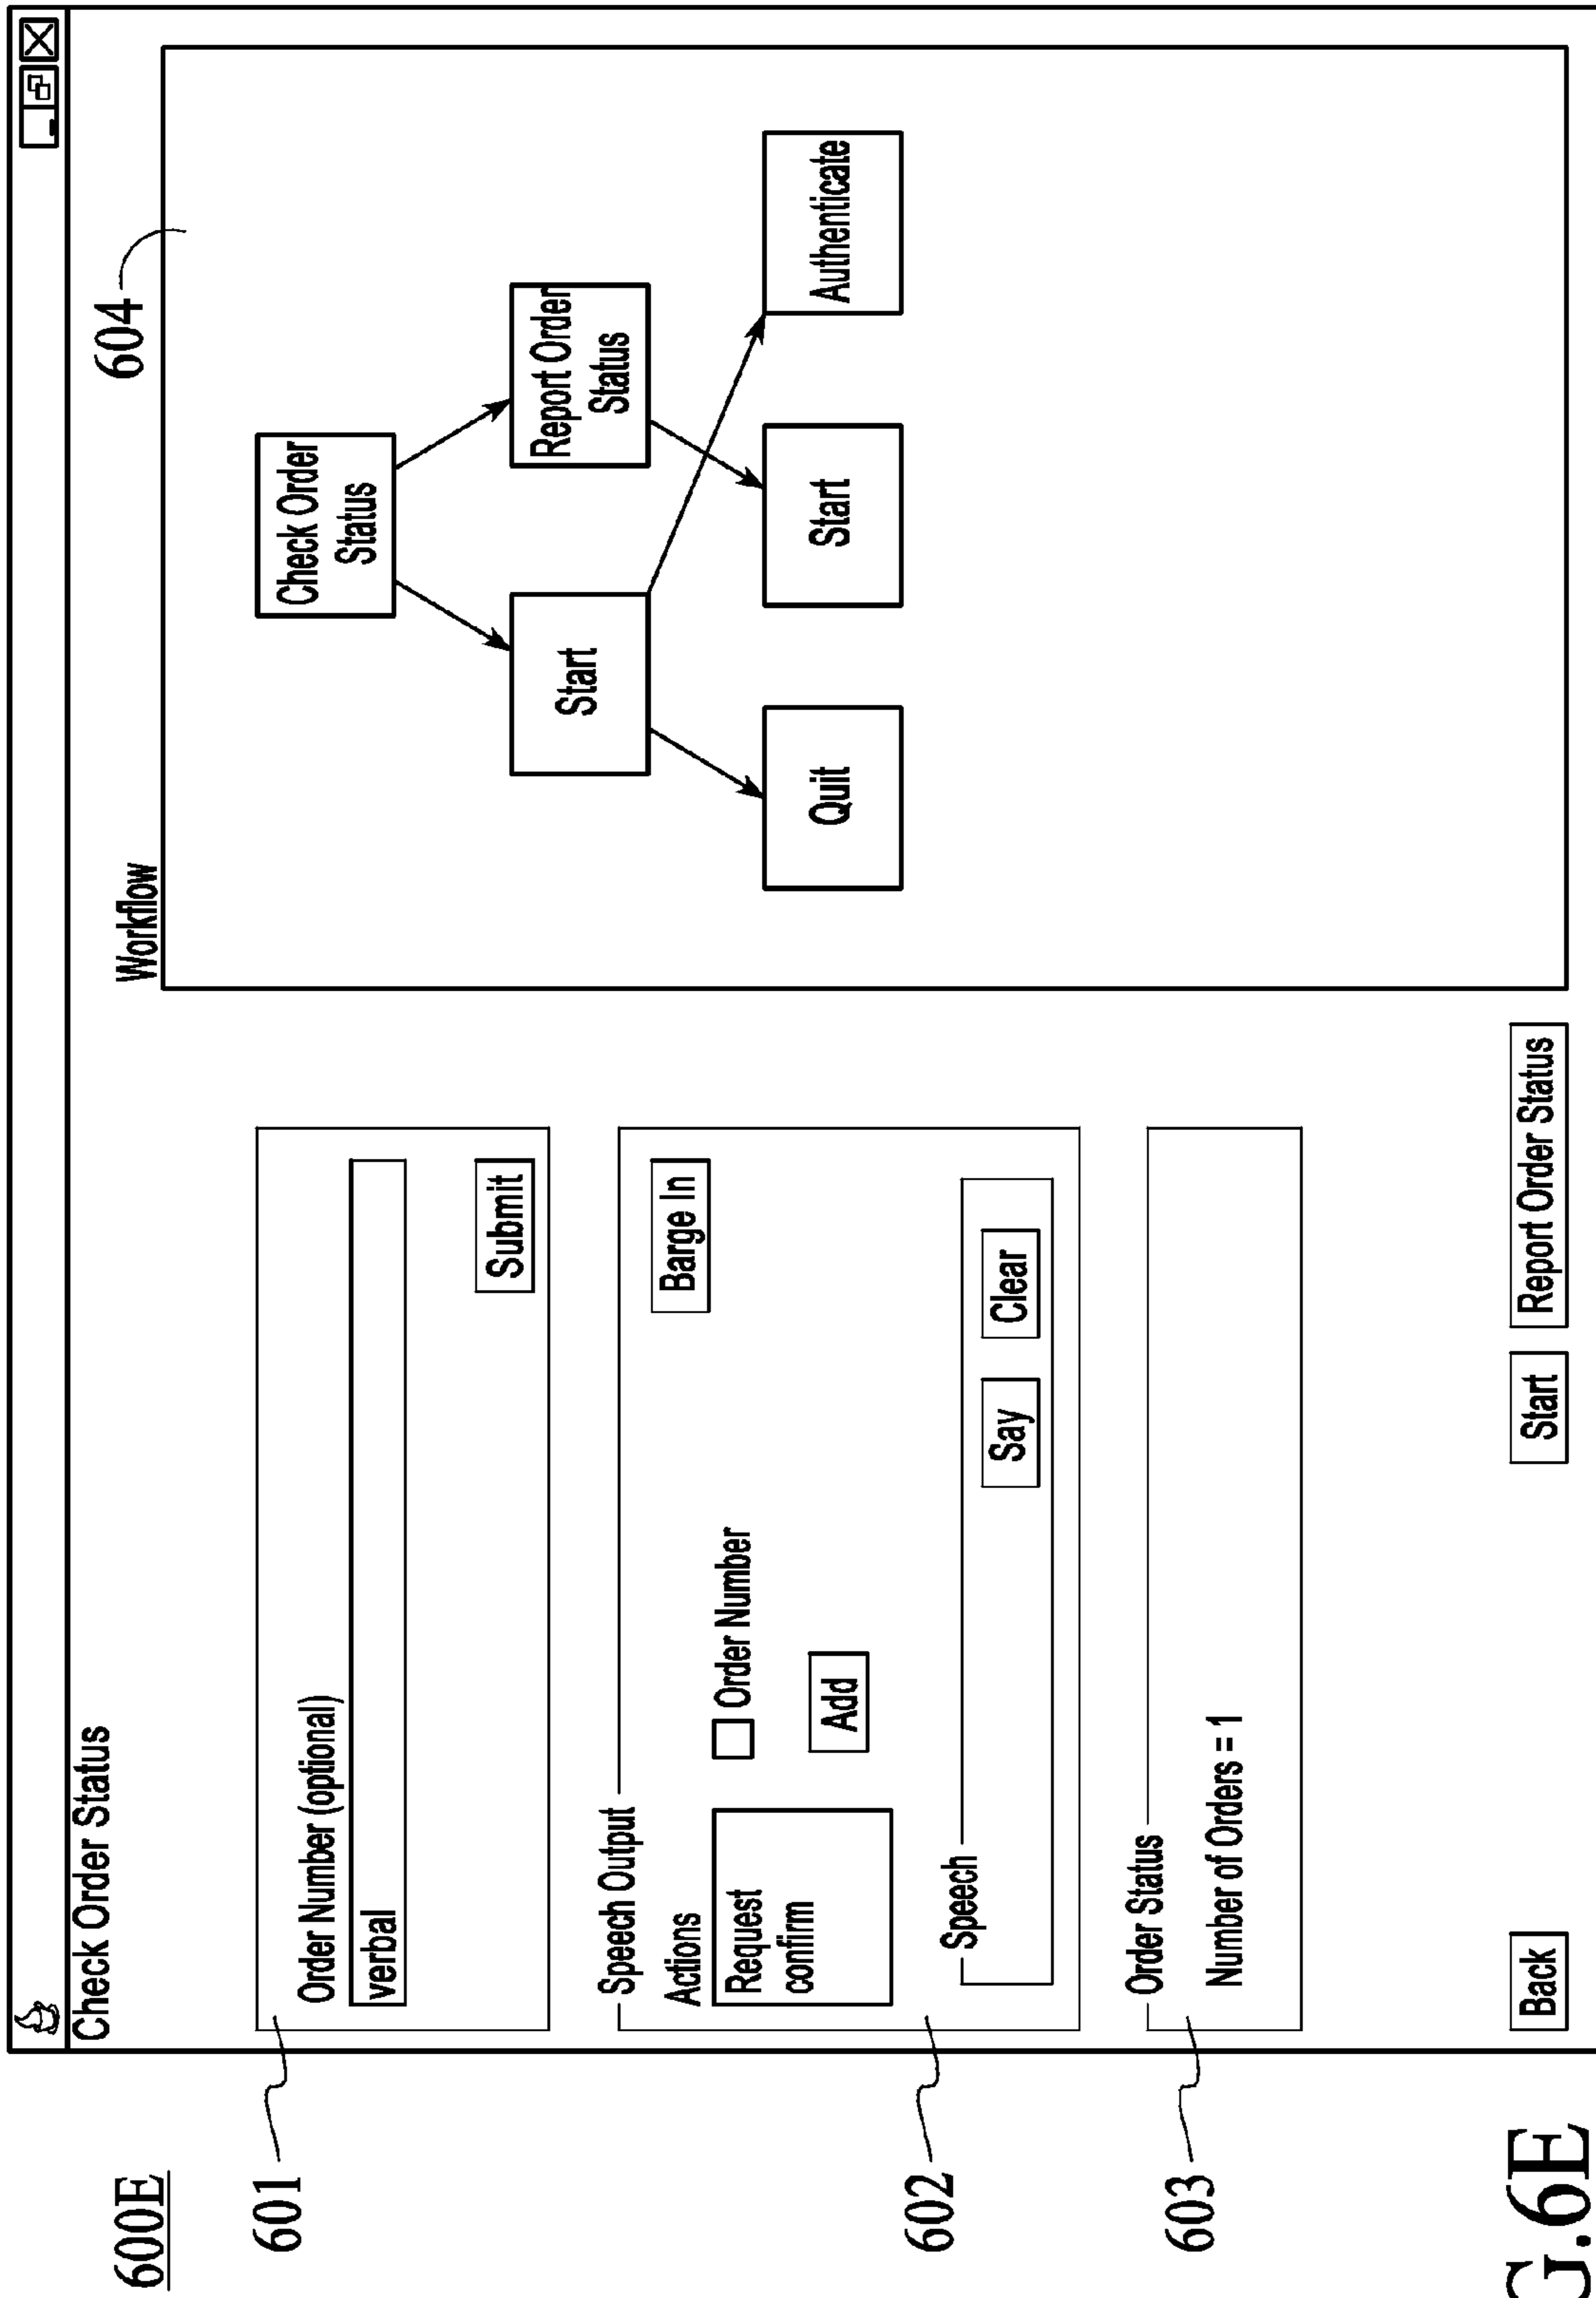 600E
Check Order Status
601
Order Number (optional)
verbal
Submit
602
Speech Output
Actions
Barge In
Request
confirm
Order Number
Add
Speech
Say
Clear
603
Order Status
Number of Orders = 1
Back
Start
Report Order Status
Workflow
604
Check Order
Status
Start
Report Order
Status
Quit
Start
Authenticate
G.6E